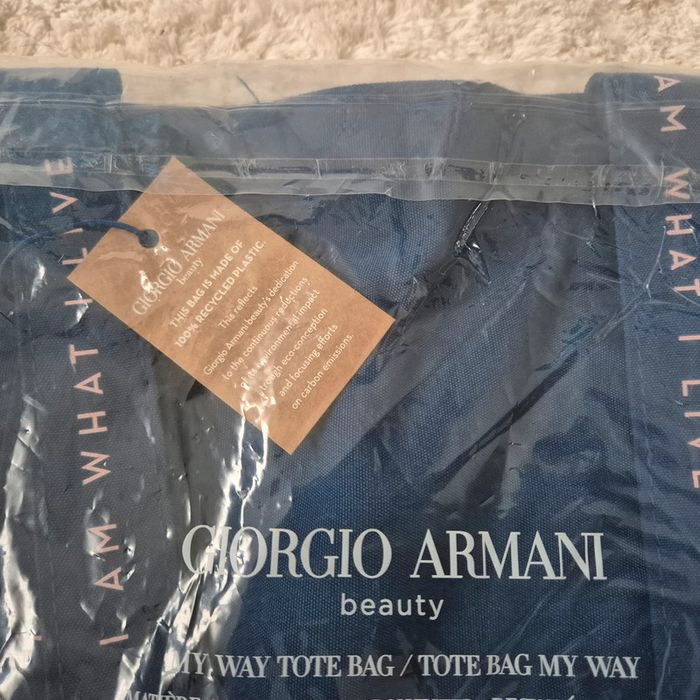 I AM WHAT I LIVE
AM WHAT I LIVE
GIORGIO ARMANI
beauty
THIS BAG IS MADE OF
100% RECYCLED PLASTIC.
This reflects
Giorgio Armani beauty's dedication
to the continuous reductions
environmental impact
through eco-conception
and focusing efforts
on carbon emissions.
GIORGIO ARMANI
beauty
MY WAY TOTE BAG / TOTE BAG MY WAY
MATIÈRE